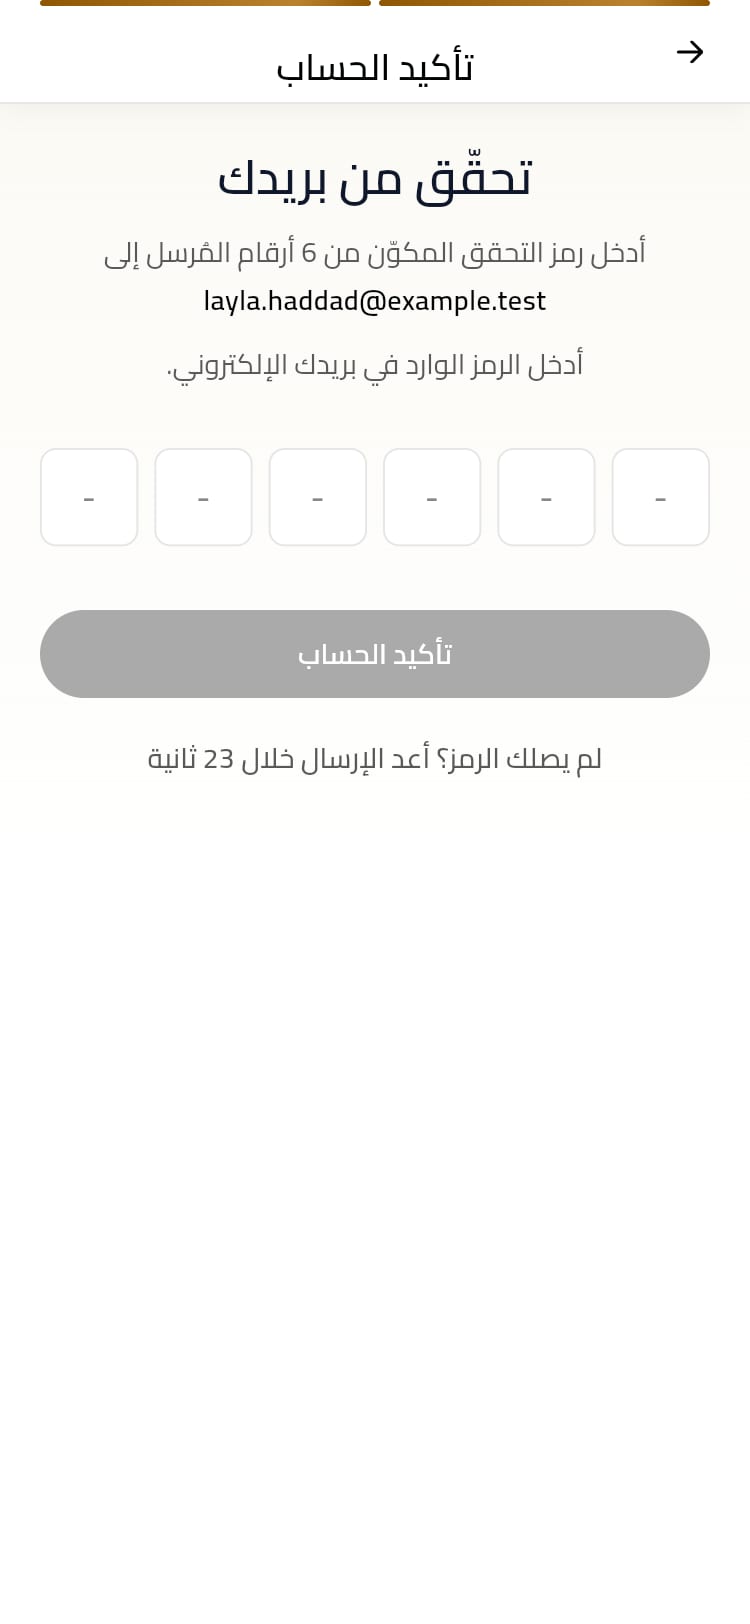 تأكيد الحساب
تحقّق من بريدك
أدخل رمز التحقق المكوّن من 6 أرقام المُرسل إلى
layla.haddad@example.test
أدخل الرمز الوارد في بريدك الإلكتروني.
- - - - - -
تأكيد الحساب
لم يصلك الرمز؟ أعد الإرسال خلال 23 ثانية